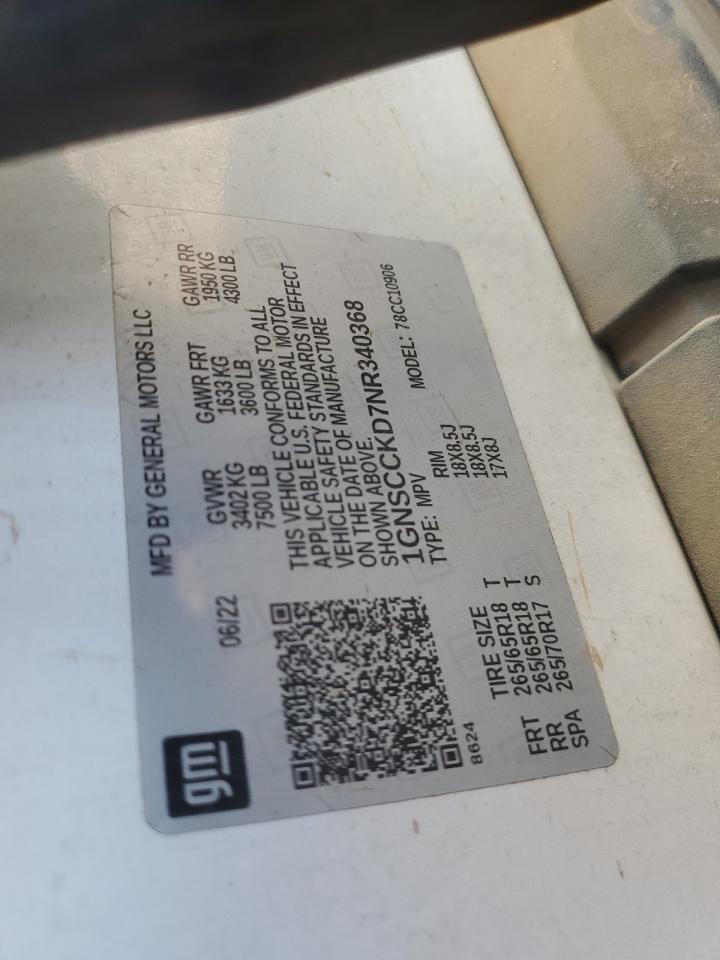 gm
MFD BY GENERAL MOTORS LLC
06/22
GVWR GAWR FRT GAWR RR
3402 KG 1633 KG 1950 KG
7500 LB 3600 LB 4300 LB
THIS VEHICLE CONFORMS TO ALL
APPLICABLE U.S. FEDERAL MOTOR
VEHICLE SAFETY STANDARDS IN EFFECT
ON THE DATE OF MANUFACTURE
SHOWN ABOVE.
1GNSCCKD7NR340368
TYPE: MPV MODEL: 78CC10906
8624
TIRE SIZE RIM
FRT 265/65R18 T 18X8.5J
RR 265/65R18 T 18X8.5J
SPA 265/70R17 S 17X8J